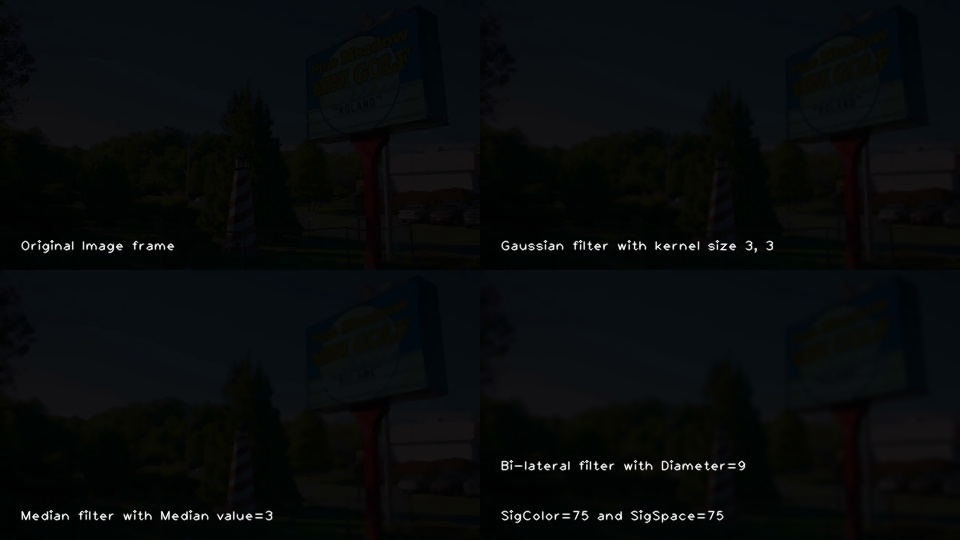 Original Image frame
Gaussian filter with kernel size 3, 3
Median filter with Median value=3
Bi-lateral filter with Diameter=9
SigColor=75 and SigSpace=75